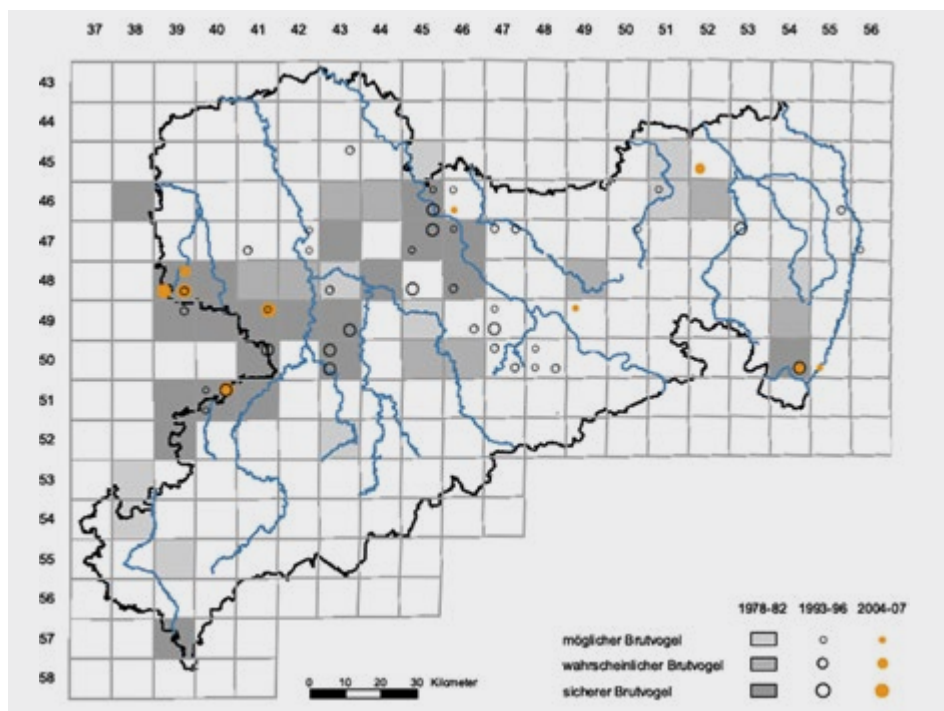 37 38 39 40 41 42 43 44 45 46 47 48 49 50 51 52 53 54 55 56
43
44
45
46
47
48
49
50
51
52
53
54
55
56
57
58
1978-82 1993-96 2004-07
möglicher Brutvogel
wahrscheinlicher Brutvogel
sicherer Brutvogel
0 10 20 30 Kilometer